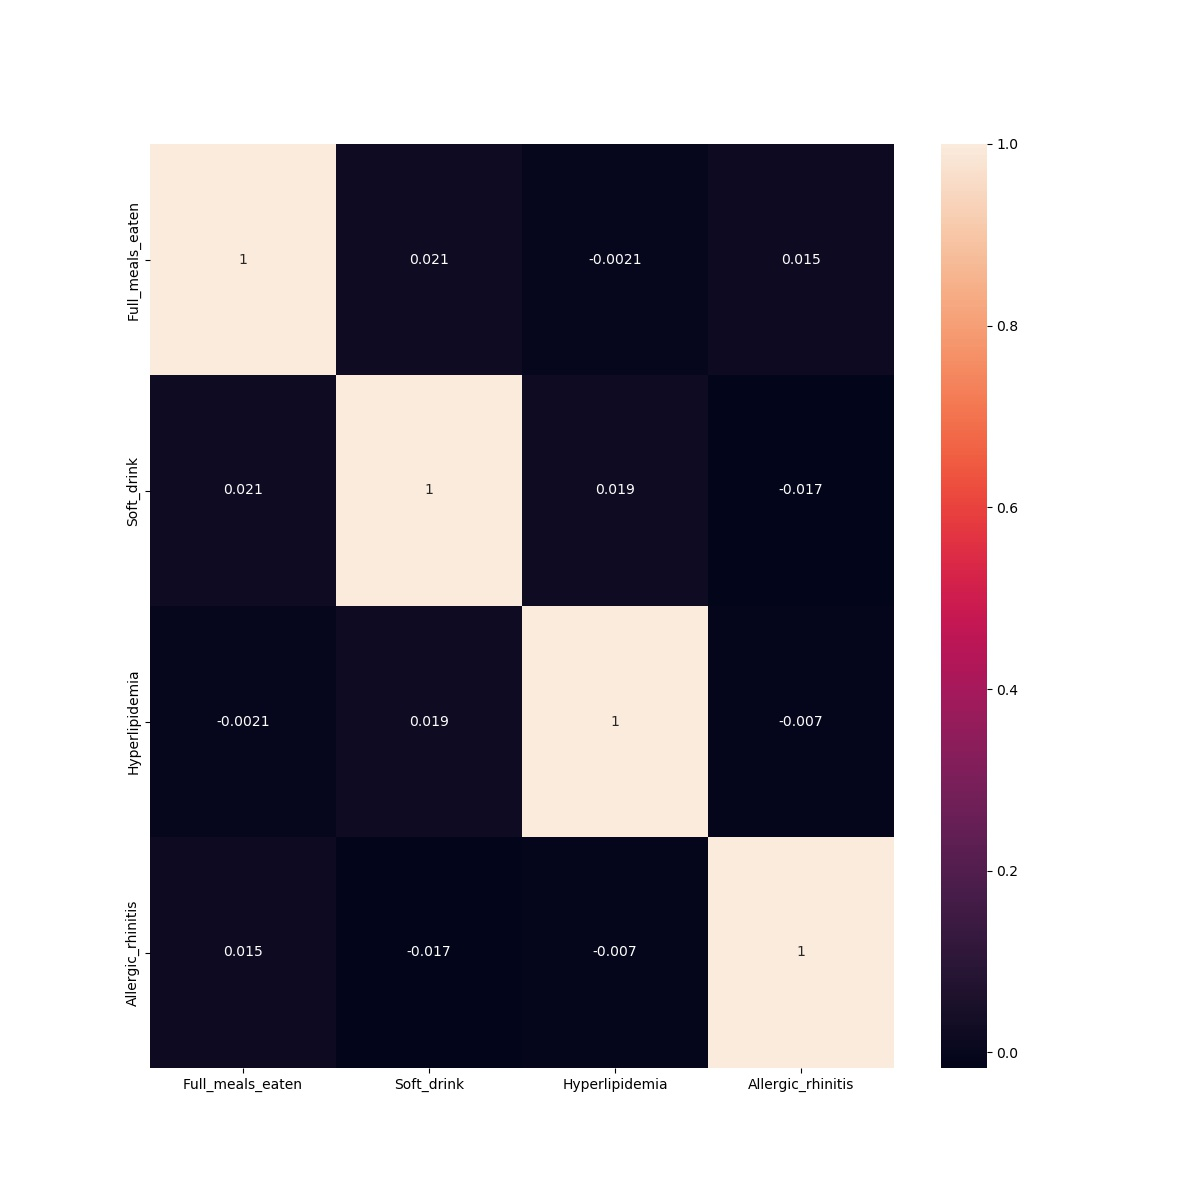 1.0
Full_meals_eaten
1
0.021
-0.0021
0.015
0.8
Soft_drink
0.021
1
0.019
-0.017
0.6
0.4
Hyperlipidemia
-0.0021
0.019
1
-0.007
0.2
Allergic_rhinitis
0.015
-0.017
-0.007
1
0.0
Full_meals_eaten
Soft_drink
Hyperlipidemia
Allergic_rhinitis